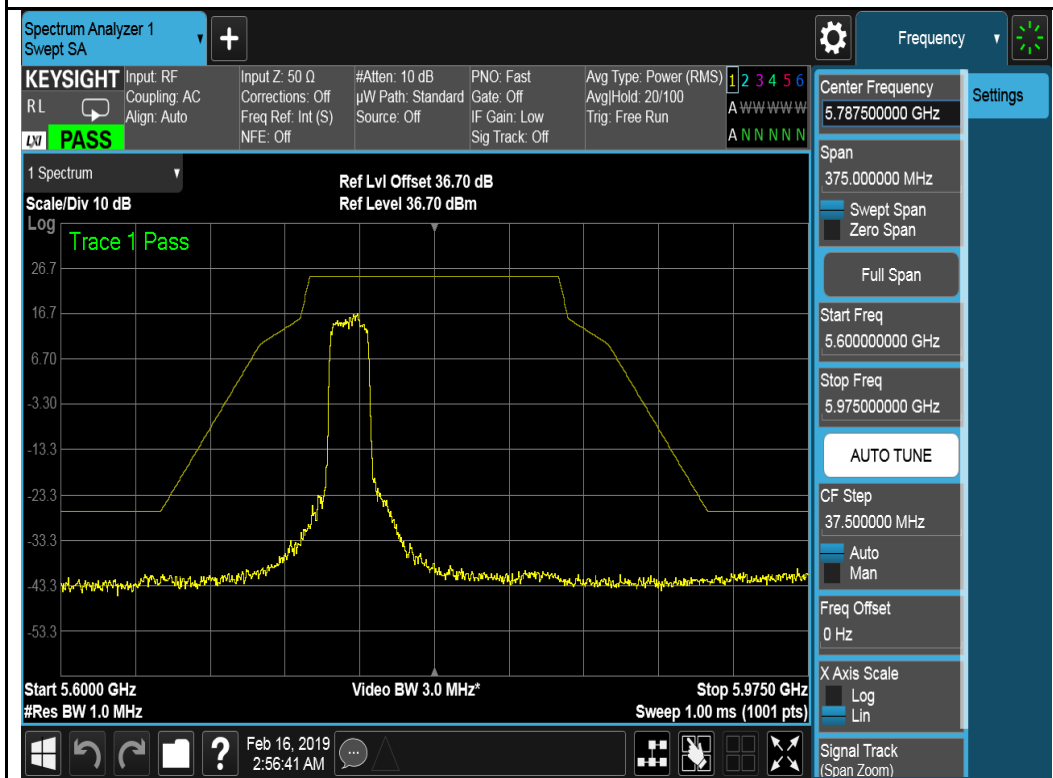 Spectrum Analyzer 1
Swept SA
+
Frequency
KEYSIGHT
R L
LXI PASS
Input: RF
Coupling: AC
Align: Auto
Input Z: 50 Ω
Corrections: Off
Freq Ref: Int (S)
NFE: Off
#Atten: 10 dB
µW Path: Standard
Source: Off
PNO: Fast
Gate: Off
IF Gain: Low
Sig Track: Off
Avg Type: Power (RMS)
Avg|Hold: 20/100
Trig: Free Run
1 2 3 4 5 6
A W W W W W
A N N N N N
1 Spectrum
Scale/Div 10 dB
Ref Lvl Offset 36.70 dB
Ref Level 36.70 dBm
Log
Trace 1 Pass
26.7
16.7
6.70
-3.30
-13.3
-23.3
-33.3
-43.3
-53.3
Start 5.6000 GHz
#Res BW 1.0 MHz
Video BW 3.0 MHz*
Stop 5.9750 GHz
Sweep 1.00 ms (1001 pts)
Feb 16, 2019
2:56:41 AM
?
Center Frequency
5.787500000 GHz
Settings
Span
375.000000 MHz
Swept Span
Zero Span
Full Span
Start Freq
5.600000000 GHz
Stop Freq
5.975000000 GHz
AUTO TUNE
CF Step
37.500000 MHz
Auto
Man
Freq Offset
0 Hz
X Axis Scale
Log
Lin
Signal Track
(Span Zoom)